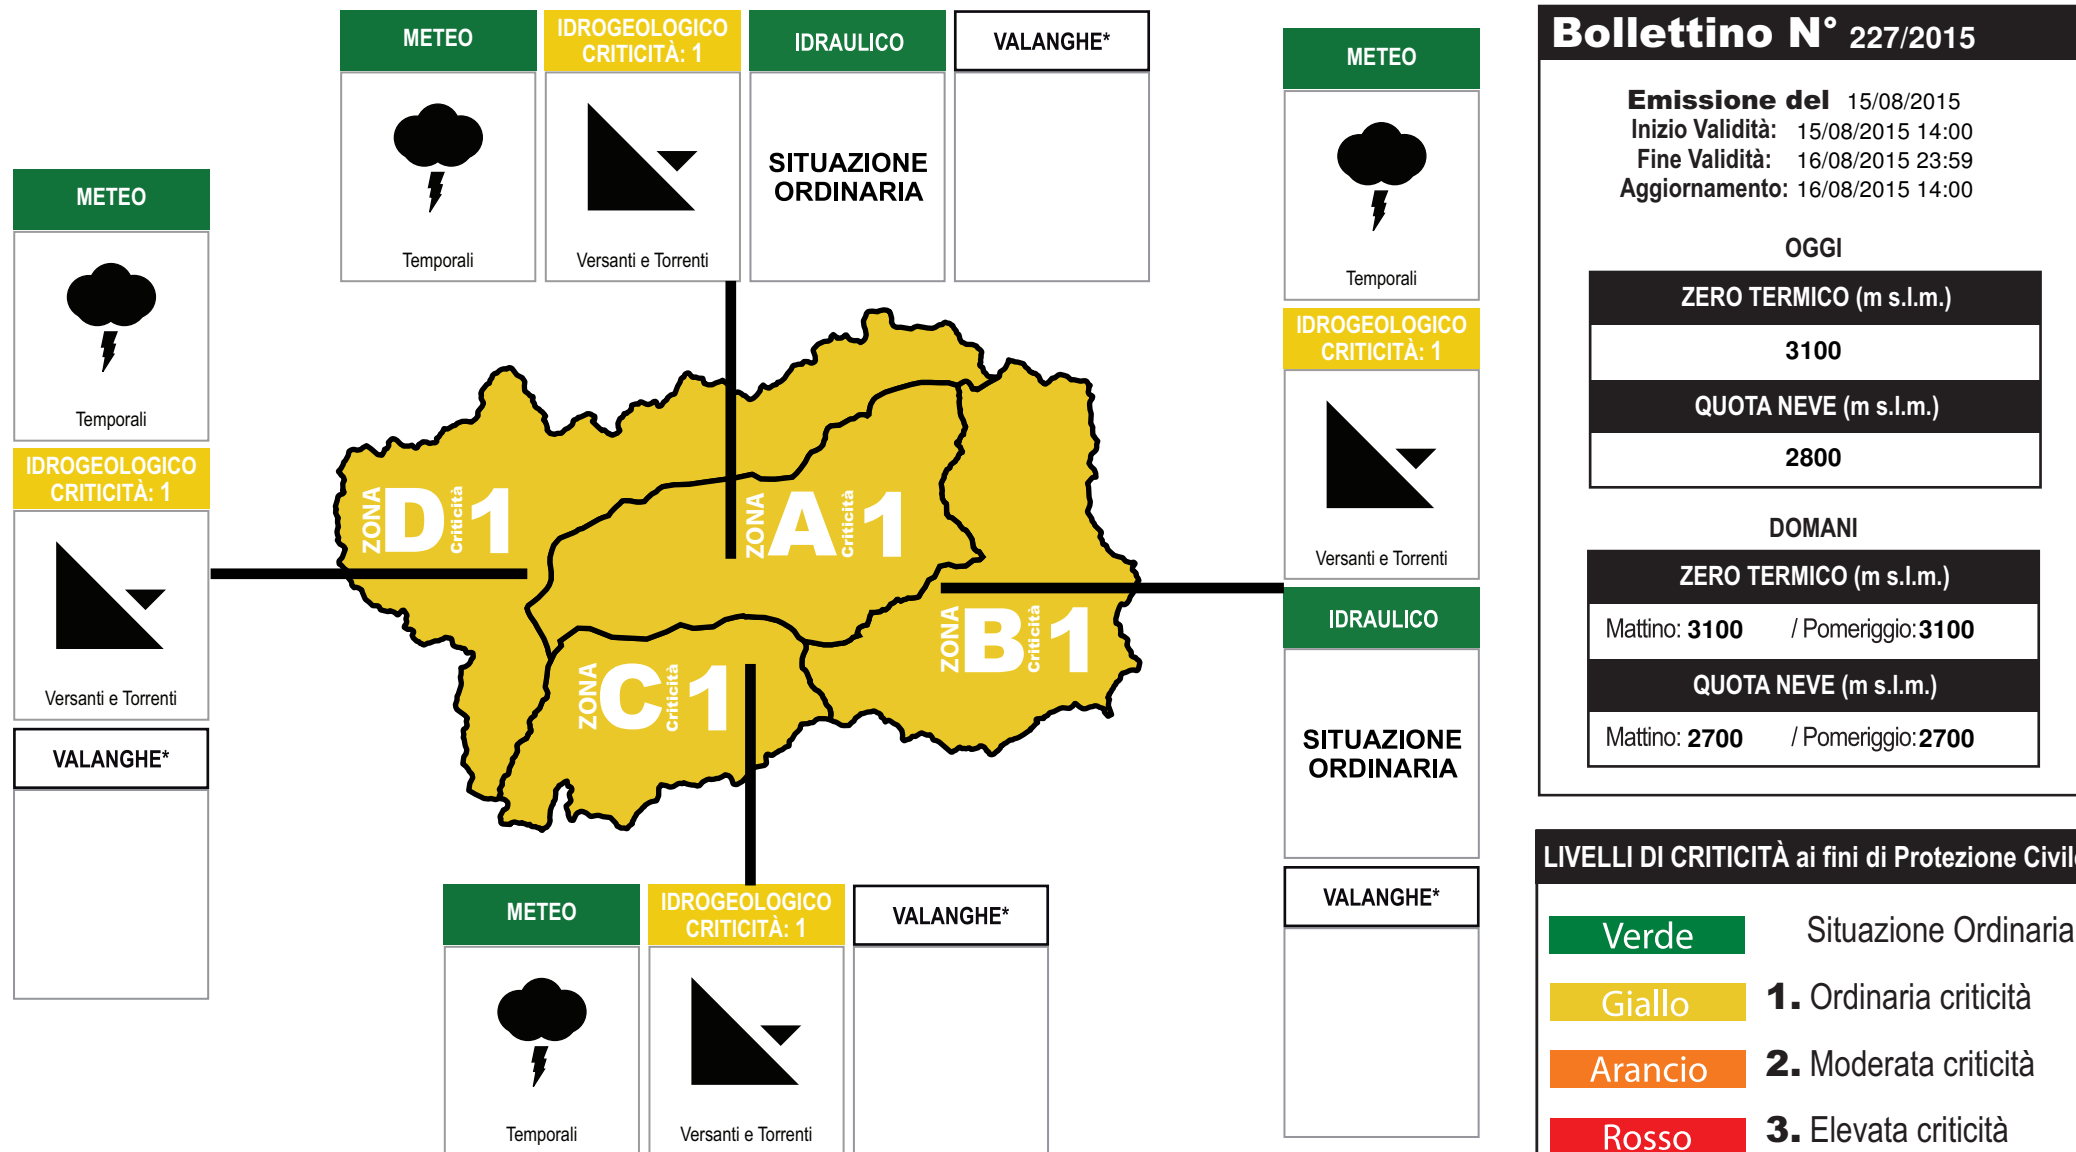 METEO
Temporali
IDROGEOLOGICO
CRITICITÀ: 1
Versanti e Torrenti
IDRAULICO
SITUAZIONE
ORDINARIA
VALANGHE*
METEO
Temporali
IDROGEOLOGICO
CRITICITÀ: 1
Versanti e Torrenti
VALANGHE*
METEO
Temporali
IDROGEOLOGICO
CRITICITÀ: 1
Versanti e Torrenti
IDRAULICO
SITUAZIONE
ORDINARIA
VALANGHE*
ZONA D Criticità 1
ZONA A Criticità 1
ZONA B Criticità 1
ZONA C Criticità 1
METEO
Temporali
IDROGEOLOGICO
CRITICITÀ: 1
Versanti e Torrenti
VALANGHE*
Bollettino N° 227/2015
Emissione del 15/08/2015
Inizio Validità: 15/08/2015 14:00
Fine Validità: 16/08/2015 23:59
Aggiornamento: 16/08/2015 14:00
OGGI
ZERO TERMICO (m s.l.m.)
3100
QUOTA NEVE (m s.l.m.)
2800
DOMANI
ZERO TERMICO (m s.l.m.)
Mattino: 3100 / Pomeriggio: 3100
QUOTA NEVE (m s.l.m.)
Mattino: 2700 / Pomeriggio: 2700
LIVELLI DI CRITICITÀ ai fini di Protezione Civile
Verde Situazione Ordinaria
Giallo 1. Ordinaria criticità
Arancio 2. Moderata criticità
Rosso 3. Elevata criticità